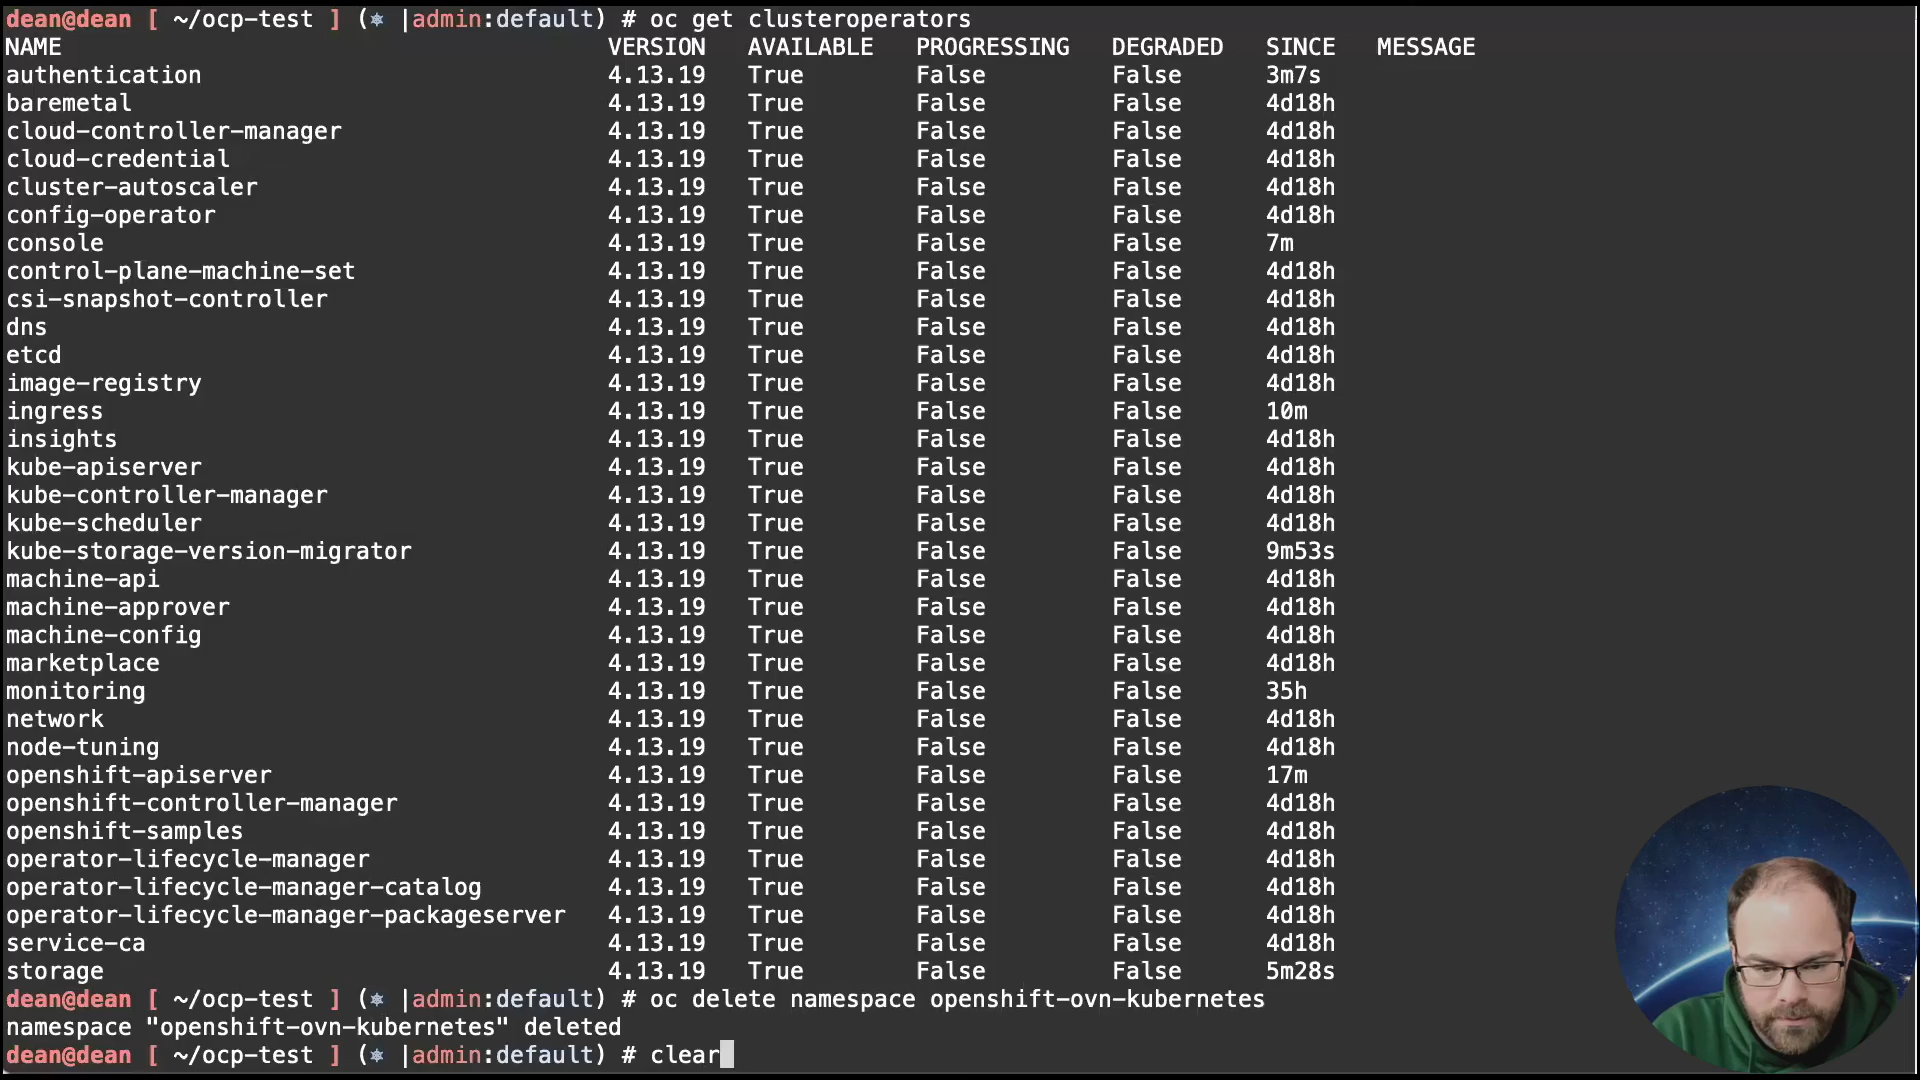 dean@dean [ ~/ocp-test ] (⎈ |admin:default) # oc get clusteroperators
NAME VERSION AVAILABLE PROGRESSING DEGRADED SINCE MESSAGE
authentication 4.13.19 True False False 3m7s
baremetal 4.13.19 True False False 4d18h
cloud-controller-manager 4.13.19 True False False 4d18h
cloud-credential 4.13.19 True False False 4d18h
cluster-autoscaler 4.13.19 True False False 4d18h
config-operator 4.13.19 True False False 4d18h
console 4.13.19 True False False 7m
control-plane-machine-set 4.13.19 True False False 4d18h
csi-snapshot-controller 4.13.19 True False False 4d18h
dns 4.13.19 True False False 4d18h
etcd 4.13.19 True False False 4d18h
image-registry 4.13.19 True False False 4d18h
ingress 4.13.19 True False False 10m
insights 4.13.19 True False False 4d18h
kube-apiserver 4.13.19 True False False 4d18h
kube-controller-manager 4.13.19 True False False 4d18h
kube-scheduler 4.13.19 True False False 4d18h
kube-storage-version-migrator 4.13.19 True False False 9m53s
machine-api 4.13.19 True False False 4d18h
machine-approver 4.13.19 True False False 4d18h
machine-config 4.13.19 True False False 4d18h
marketplace 4.13.19 True False False 4d18h
monitoring 4.13.19 True False False 35h
network 4.13.19 True False False 4d18h
node-tuning 4.13.19 True False False 4d18h
openshift-apiserver 4.13.19 True False False 17m
openshift-controller-manager 4.13.19 True False False 4d18h
openshift-samples 4.13.19 True False False 4d18h
operator-lifecycle-manager 4.13.19 True False False 4d18h
operator-lifecycle-manager-catalog 4.13.19 True False False 4d18h
operator-lifecycle-manager-packageserver 4.13.19 True False False 4d18h
service-ca 4.13.19 True False False 4d18h
storage 4.13.19 True False False 5m28s
dean@dean [ ~/ocp-test ] (⎈ |admin:default) # oc delete namespace openshift-ovn-kubernetes
namespace "openshift-ovn-kubernetes" deleted
dean@dean [ ~/ocp-test ] (⎈ |admin:default) # clear